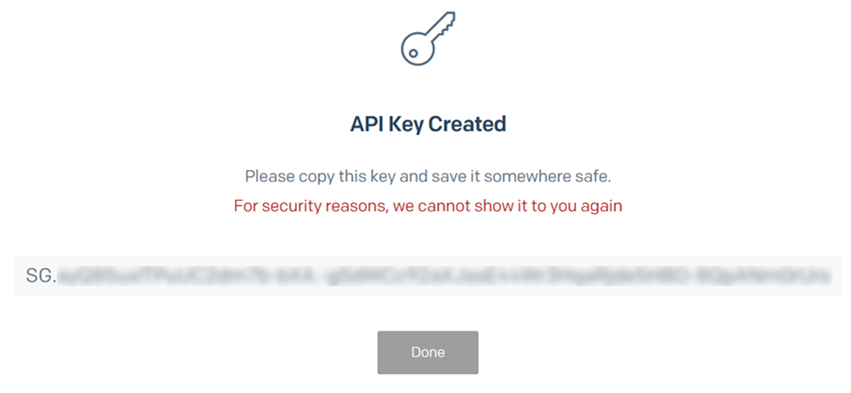 API Key Created
Please copy this key and save it somewhere safe.
For security reasons, we cannot show it to you again
SG.
Done